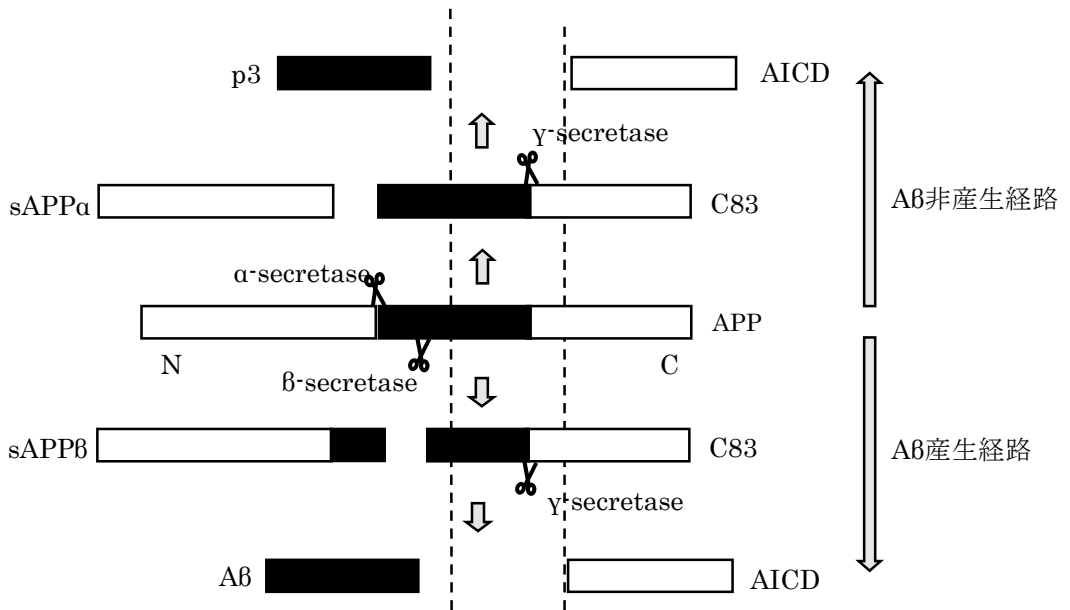 p3
AICD
γ-secretase
sAPPα
C83
Aβ非産生経路
α-secretase
APP
N
C
β-secretase
sAPPβ
C83
Aβ産生経路
γ-secretase
Aβ
AICD